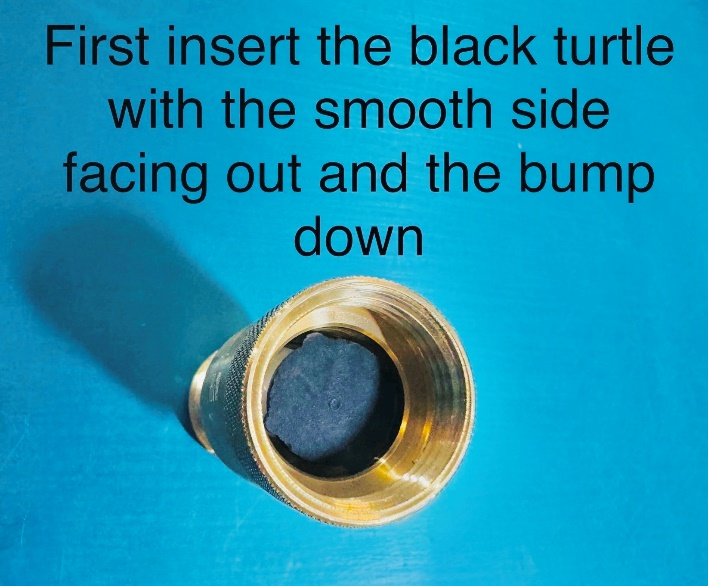 First insert the black turtle
with the smooth side
facing out and the bump
down